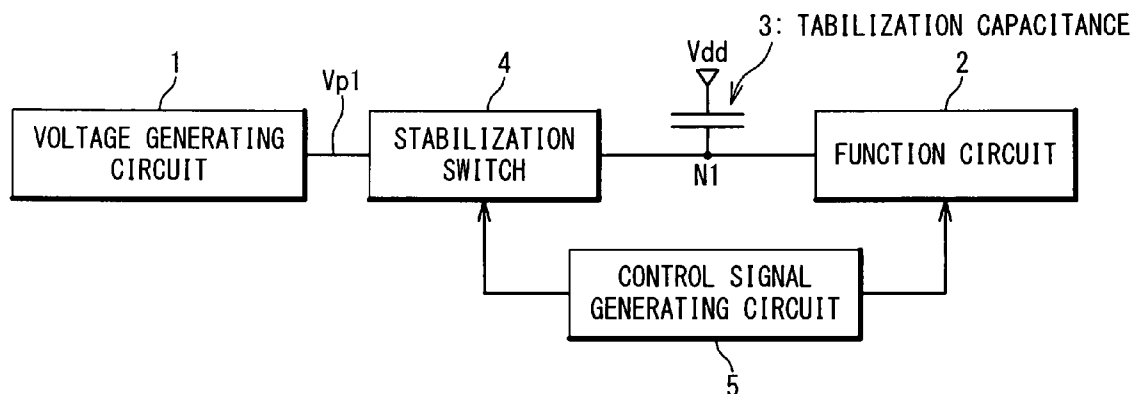 3: TABILIZATION CAPACITANCE
1
Vp1
4
Vdd
2
VOLTAGE GENERATING
CIRCUIT
STABILIZATION
SWITCH
N1
FUNCTION CIRCUIT
CONTROL SIGNAL
GENERATING CIRCUIT
5